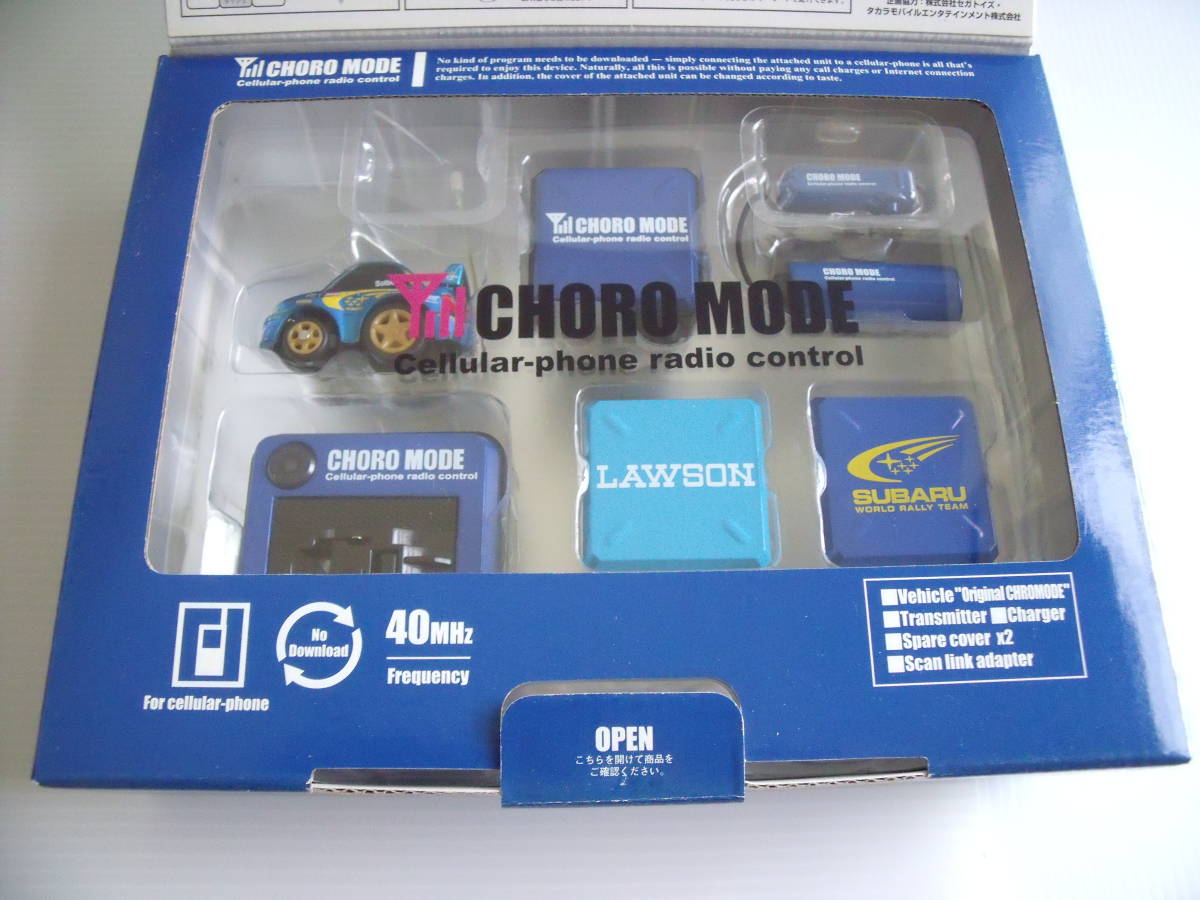 企画協力：株式会社セガトイズ・
タカラモバイルエンタテインメント株式会社
CHORO MODE
Cellular-phone radio control
No kind of program needs to be downloaded — simply connecting the attached unit to a cellular-phone is all that's
required to enjoy this device. Naturally, all this is possible without paying any call charges or Internet connection
charges. In addition, the cover of the attached unit can be changed according to taste.
CHORO MODE
Cellular-phone radio control
CHORO MODE
Cellular-phone radio control
CHORO MODE
Cellular-phone radio control
CHORO MODE
Cellular-phone radio control
CHORO MODE
Cellular-phone radio control
LAWSON
SUBARU
WORLD RALLY TEAM
For cellular-phone
No
Download
40MHz
Frequency
■Vehicle "Original CHROMODE"
■Transmitter ■Charger
■Spare cover x2
■Scan link adapter
OPEN
こちらを開けて商品を
ご確認ください。